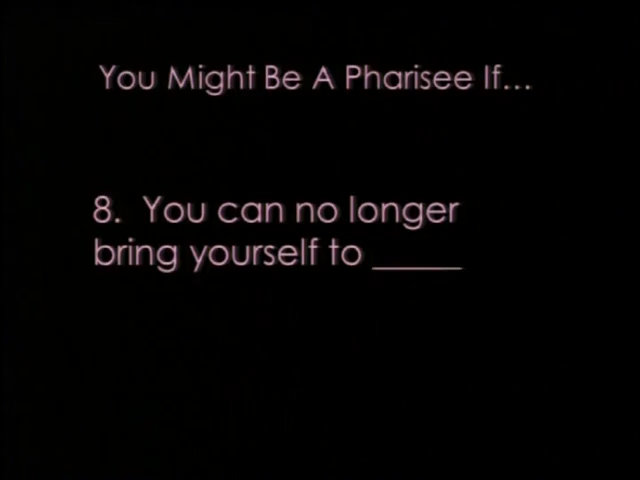 You Might Be A Pharisee If...
8. You can no longer
bring yourself to _____